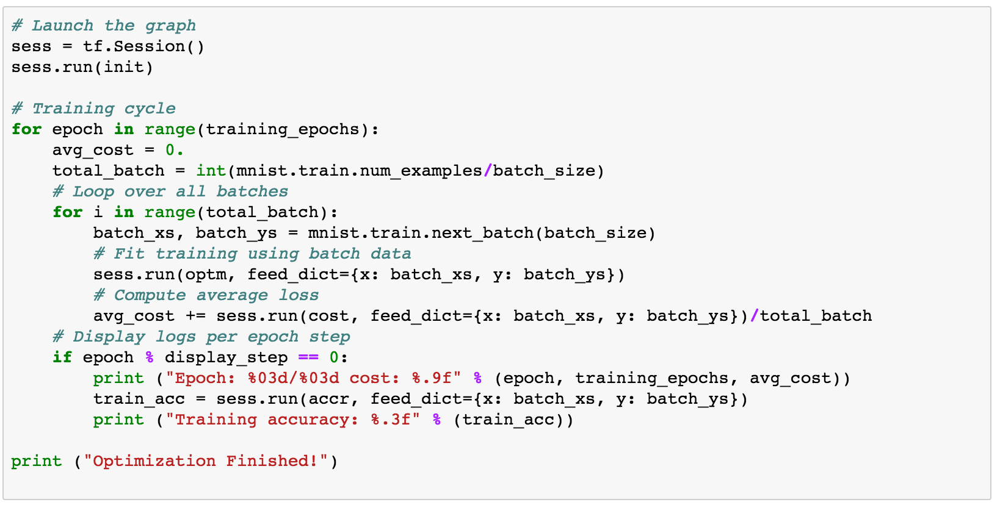 # Launch the graph
sess = tf.Session()
sess.run(init)

# Training cycle
for epoch in range(training_epochs):
    avg_cost = 0.
    total_batch = int(mnist.train.num_examples/batch_size)
    # Loop over all batches
    for i in range(total_batch):
        batch_xs, batch_ys = mnist.train.next_batch(batch_size)
        # Fit training using batch data
        sess.run(optm, feed_dict={x: batch_xs, y: batch_ys})
        # Compute average loss
        avg_cost += sess.run(cost, feed_dict={x: batch_xs, y: batch_ys})/total_batch
    # Display logs per epoch step
    if epoch % display_step == 0:
        print ("Epoch: %03d/%03d cost: %.9f" % (epoch, training_epochs, avg_cost))
        train_acc = sess.run(accr, feed_dict={x: batch_xs, y: batch_ys})
        print ("Training accuracy: %.3f" % (train_acc))

print ("Optimization Finished!")